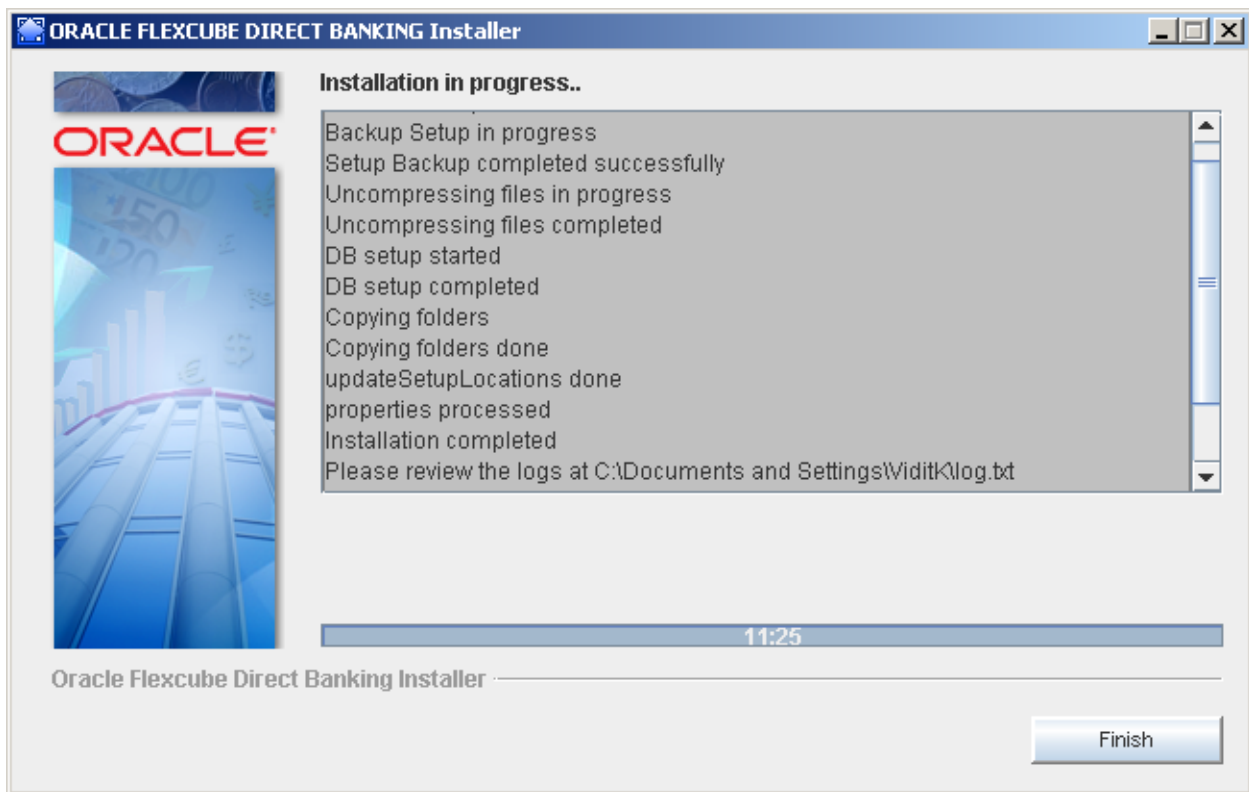 ORACLE FLEXCUBE DIRECT BANKING Installer
ORACLE
Installation in progress..
Backup Setup in progress
Setup Backup completed successfully
Uncompressing files in progress
Uncompressing files completed
DB setup started
DB setup completed
Copying folders
Copying folders done
updateSetupLocations done
properties processed
Installation completed
Please review the logs at C:\Documents and Settings\ViditK\log.txt
11:25
Oracle Flexcube Direct Banking Installer
Finish